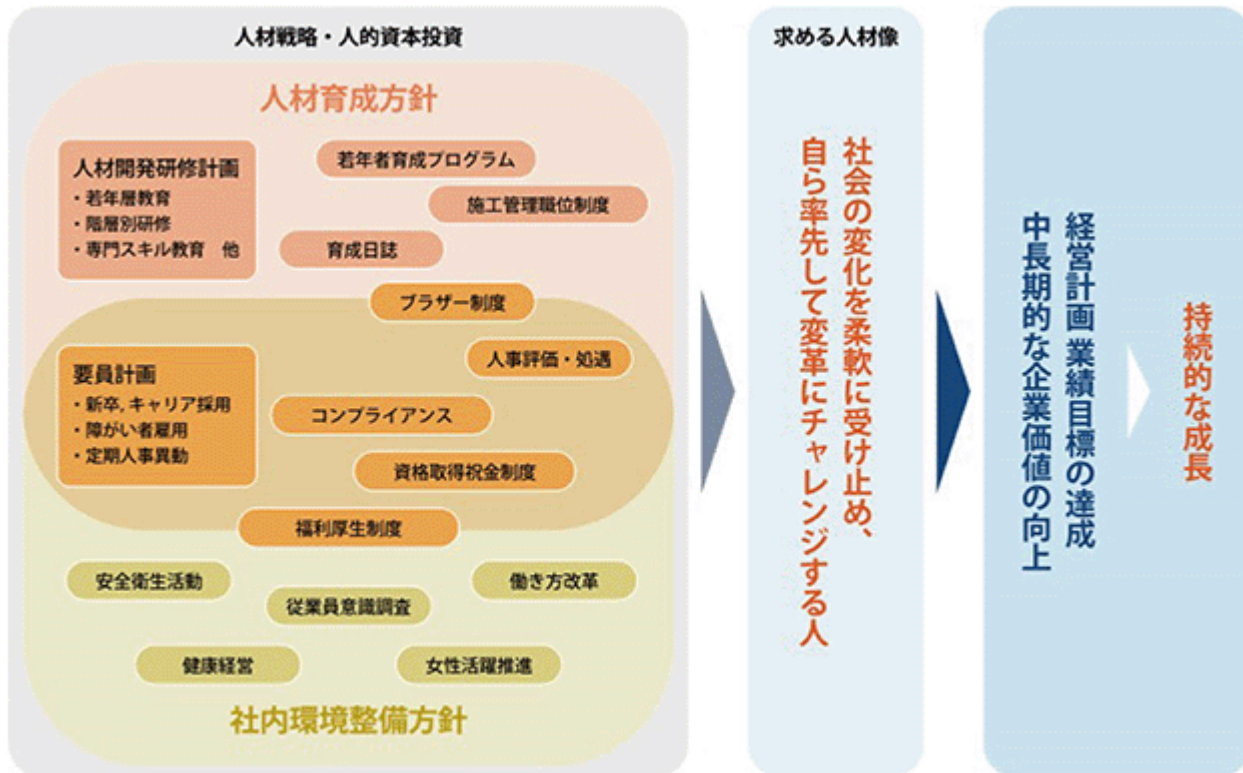 人材戦略・人的資本投資
人材育成方針
人材開発研修計画
・若年層教育
・階層別研修
・専門スキル教育　他
若年者育成プログラム
施工管理職位制度
育成日誌
ブラザー制度
人事評価・処遇
要員計画
・新卒,キャリア採用
・障がい者雇用
・定期人事異動
コンプライアンス
資格取得祝金制度
福利厚生制度
安全衛生活動
働き方改革
従業員意識調査
健康経営
女性活躍推進
社内環境整備方針
求める人材像
社会の変化を柔軟に受け止め、
自ら率先して変革にチャレンジする人
経営計画 業績目標の達成
中長期的な企業価値の向上
持続的な成長